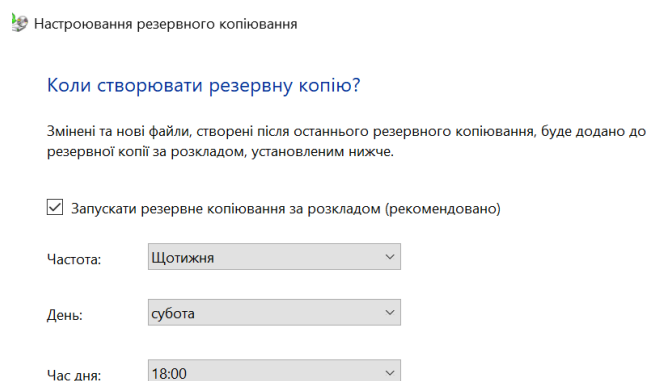 Настроювання резервного копіювання
Коли створювати резервну копію?
Змінені та нові файли, створені після останнього резервного копіювання, буде додано до
резервної копії за розкладом, установленим нижче.
Запускати резервне копіювання за розкладом (рекомендовано)
Частота: Щотижня
День: субота
Час дня: 18:00